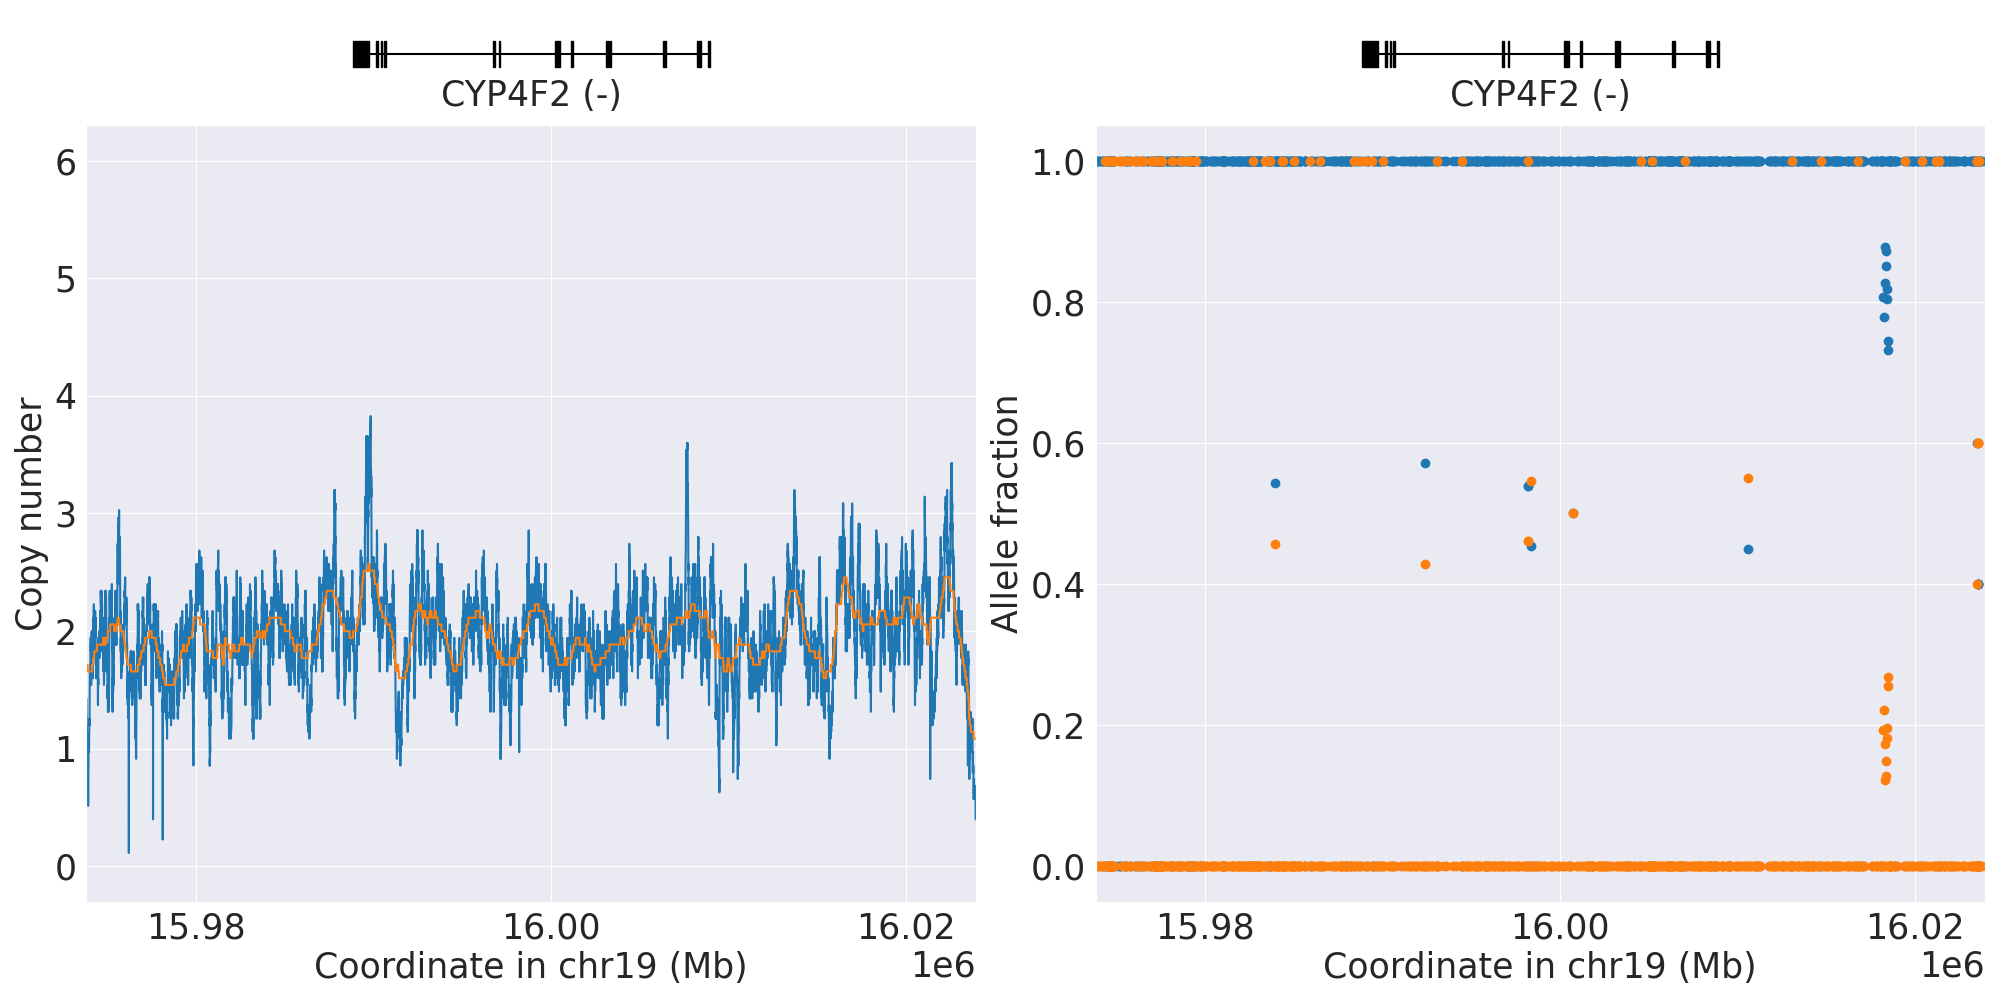 CYP4F2 (-)
6
5
4
3
2
1
0
Copy number
15.98
16.00
16.02
Coordinate in chr19 (Mb)
1e6
CYP4F2 (-)
1.0
0.8
0.6
0.4
0.2
0.0
Allele fraction
15.98
16.00
16.02
Coordinate in chr19 (Mb)
1e6